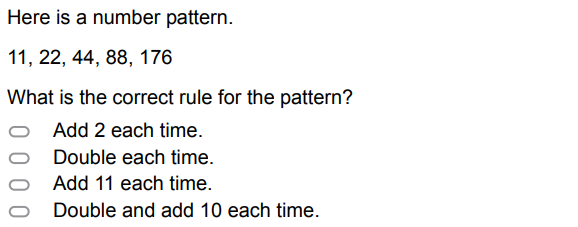 Here is a number pattern.
11, 22, 44, 88, 176
What is the correct rule for the pattern?
Add 2 each time.
Double each time.
Add 11 each time.
Double and add 10 each time.